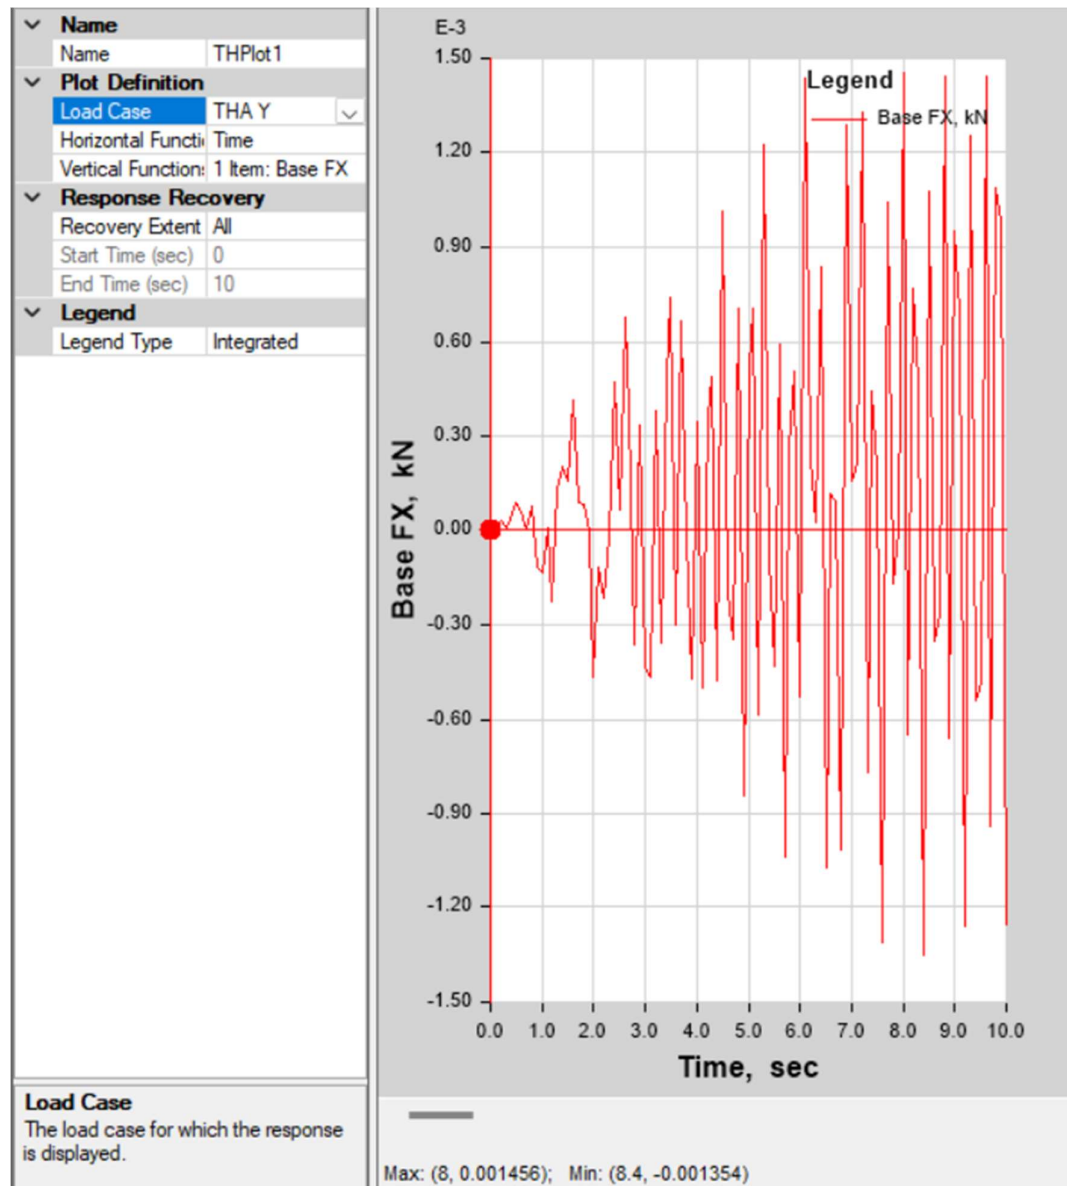 Name
Name THPlot1
Plot Definition
Load Case THA Y
Horizontal Functi Time
Vertical Function: 1 Item: Base FX
Response Recovery
Recovery Extent All
Start Time (sec) 0
End Time (sec) 10
Legend
Legend Type Integrated
Load Case
The load case for which the response
is displayed.
E-3
1.50
1.20
0.90
0.60
0.30
0.00
-0.30
-0.60
-0.90
-1.20
-1.50
Base FX, kN
Legend
Base FX, kN
0.0 1.0 2.0 3.0 4.0 5.0 6.0 7.0 8.0 9.0 10.0
Time, sec
Max: (8, 0.001456); Min: (8.4, -0.001354)